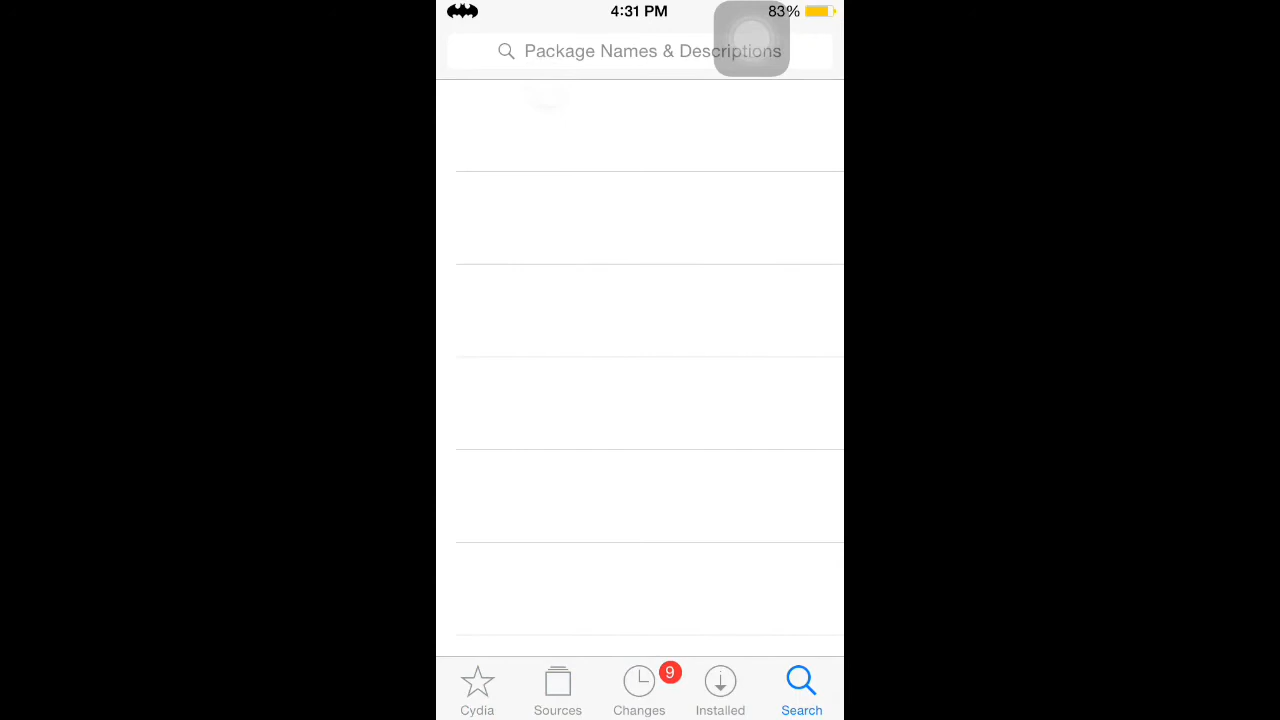 4:31 PM 83%
Package Names & Descriptions
9
Cydia Sources Changes Installed Search